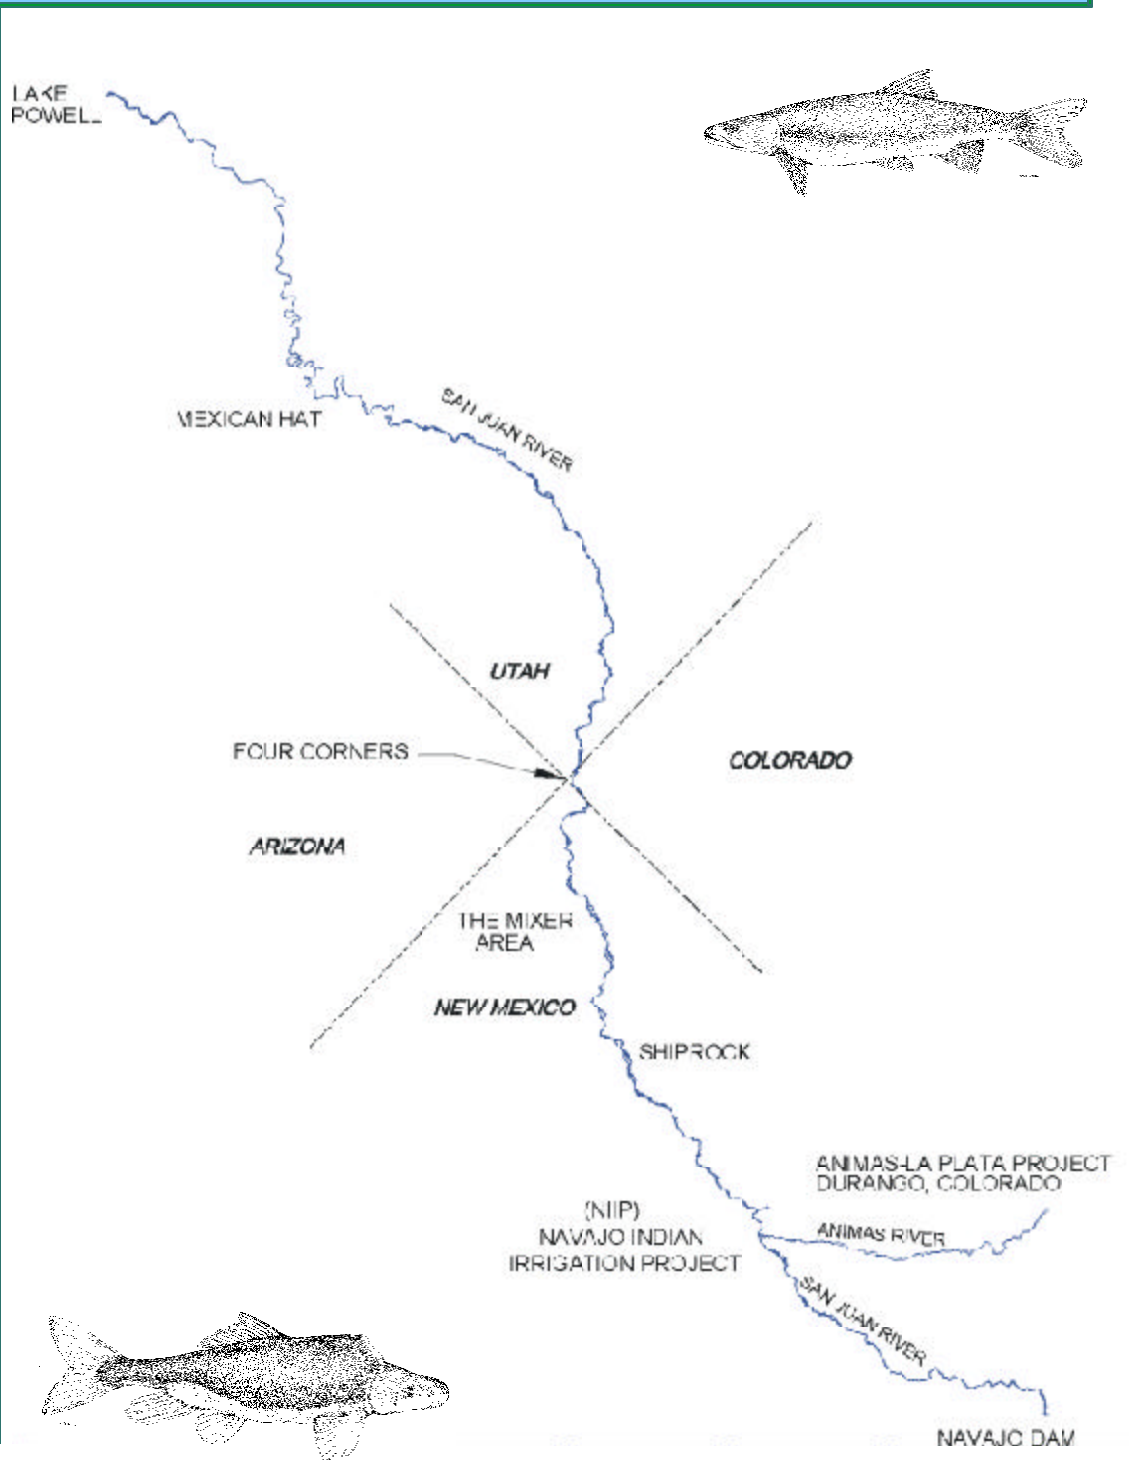 LAKE
POWELL
MEXICAN HAT
SAN JUAN RIVER
UTAH
FOUR CORNERS
COLORADO
ARIZONA
THE MIXER
AREA
NEW MEXICO
SHIPROCK
ANIMAS-LA PLATA PROJECT
DURANGO, COLORADO
(NIIP)
NAVAJO INDIAN
IRRIGATION PROJECT
ANIMAS RIVER
SAN JUAN RIVER
NAVAJO DAM